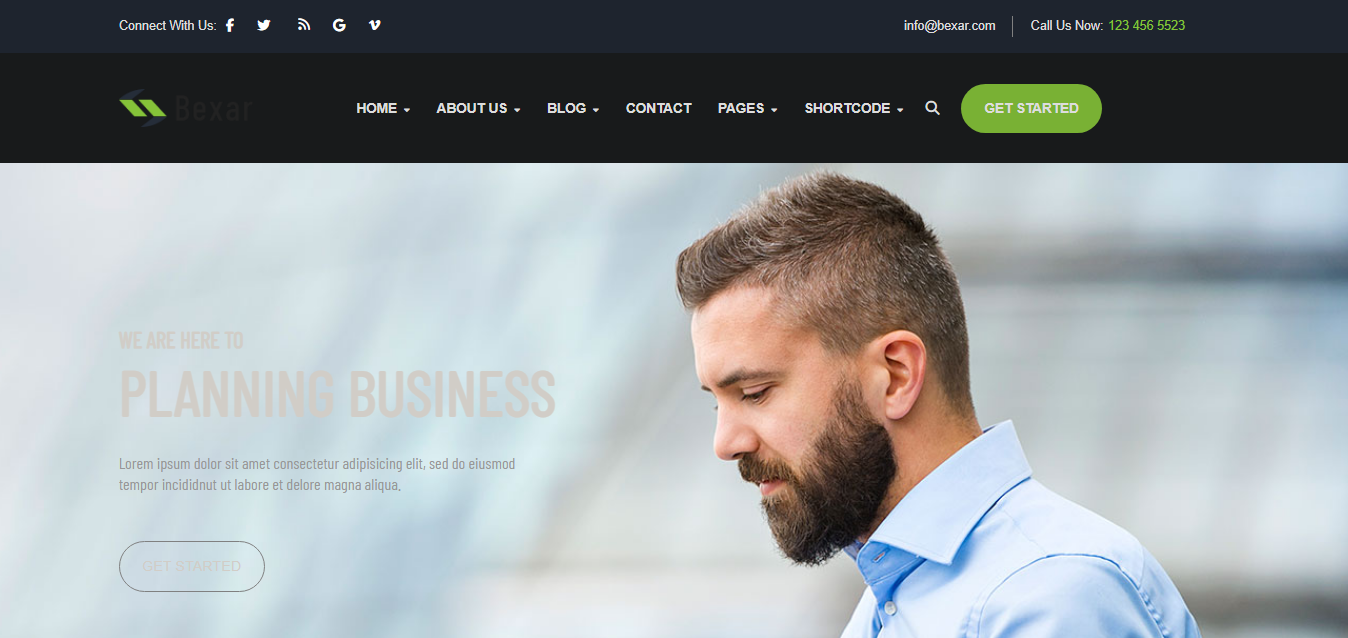 Connect With Us:
info@bexar.com
Call Us Now: 123 456 5523
Bexar
HOME
ABOUT US
BLOG
CONTACT
PAGES
SHORTCODE
GET STARTED
WE ARE HERE TO
PLANNING BUSINESS
Lorem ipsum dolor sit amet consectetur adipisicing elit, sed do eiusmod
tempor incididnut ut labore et delore magna aliqua.
GET STARTED